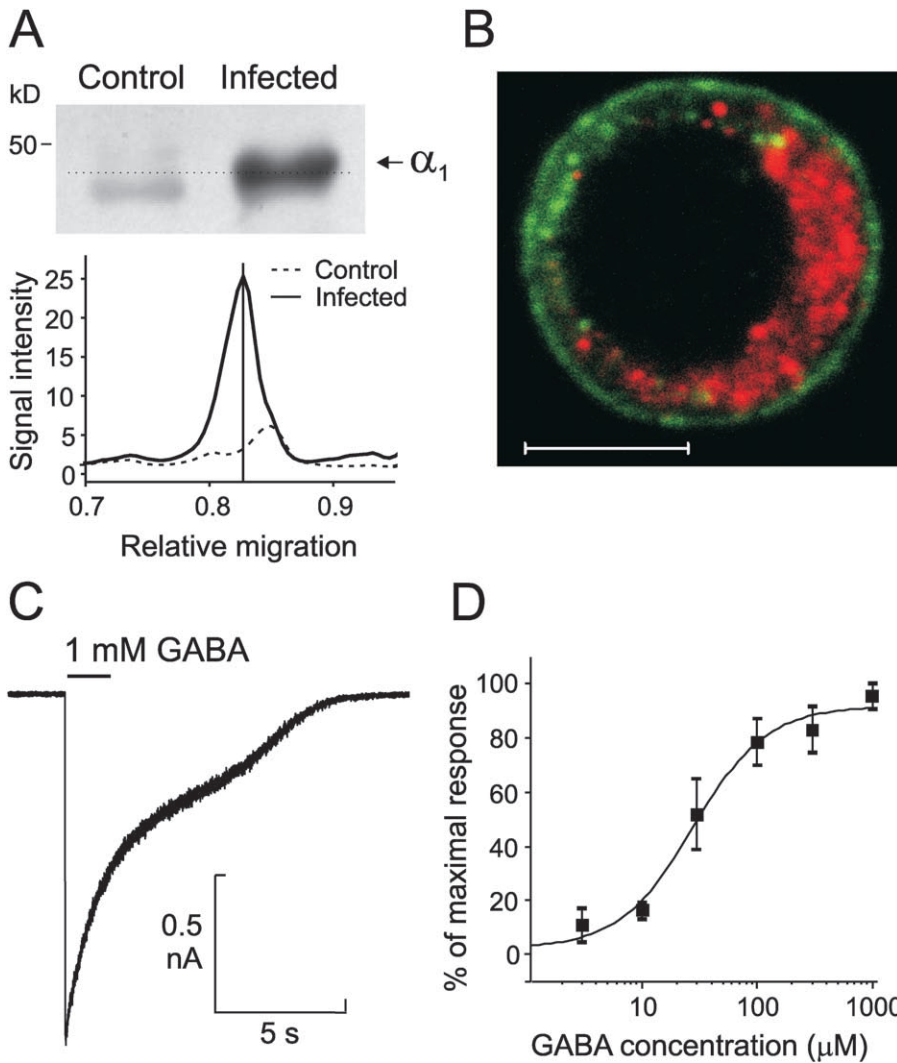 A
Control Infected
kD
50
α1
Signal intensity
25
20
15
10
5
0
Control
Infected
0.7 0.8 0.9
Relative migration
B
C
1 mM GABA
0.5
nA
5 s
D
% of maximal response
100
80
60
40
20
0
10 100 1000
GABA concentration (μM)